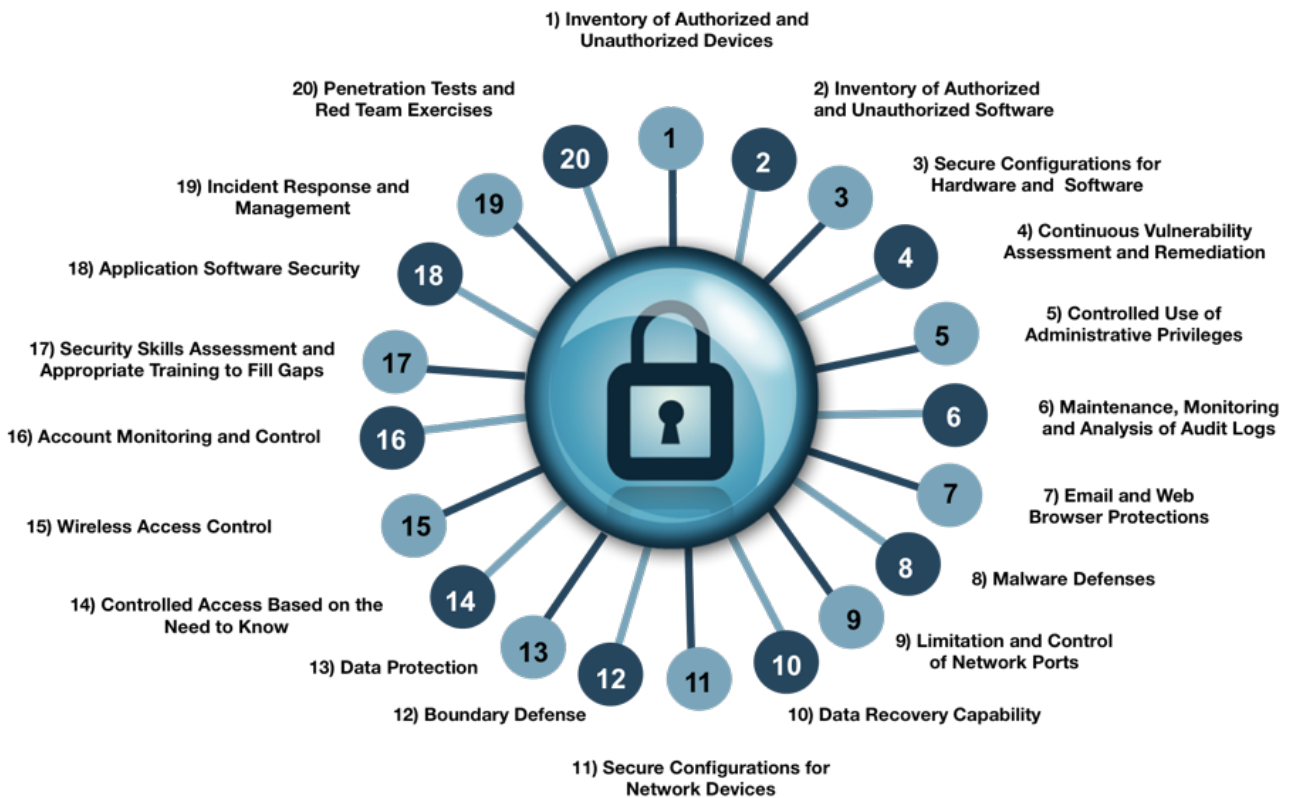 1) Inventory of Authorized and
Unauthorized Devices
2) Inventory of Authorized
and Unauthorized Software
3) Secure Configurations for
Hardware and  Software
4) Continuous Vulnerability
Assessment and Remediation
5) Controlled Use of
Administrative Privileges
6) Maintenance, Monitoring
and Analysis of Audit Logs
7) Email and Web
Browser Protections
8) Malware Defenses
9) Limitation and Control
of Network Ports
10) Data Recovery Capability
11) Secure Configurations for
Network Devices
12) Boundary Defense
13) Data Protection
14) Controlled Access Based on the
Need to Know
15) Wireless Access Control
16) Account Monitoring and Control
17) Security Skills Assessment and
Appropriate Training to Fill Gaps
18) Application Software Security
19) Incident Response and
Management
20) Penetration Tests and
Red Team Exercises
1
2
3
4
5
6
7
8
9
10
11
12
13
14
15
16
17
18
19
20